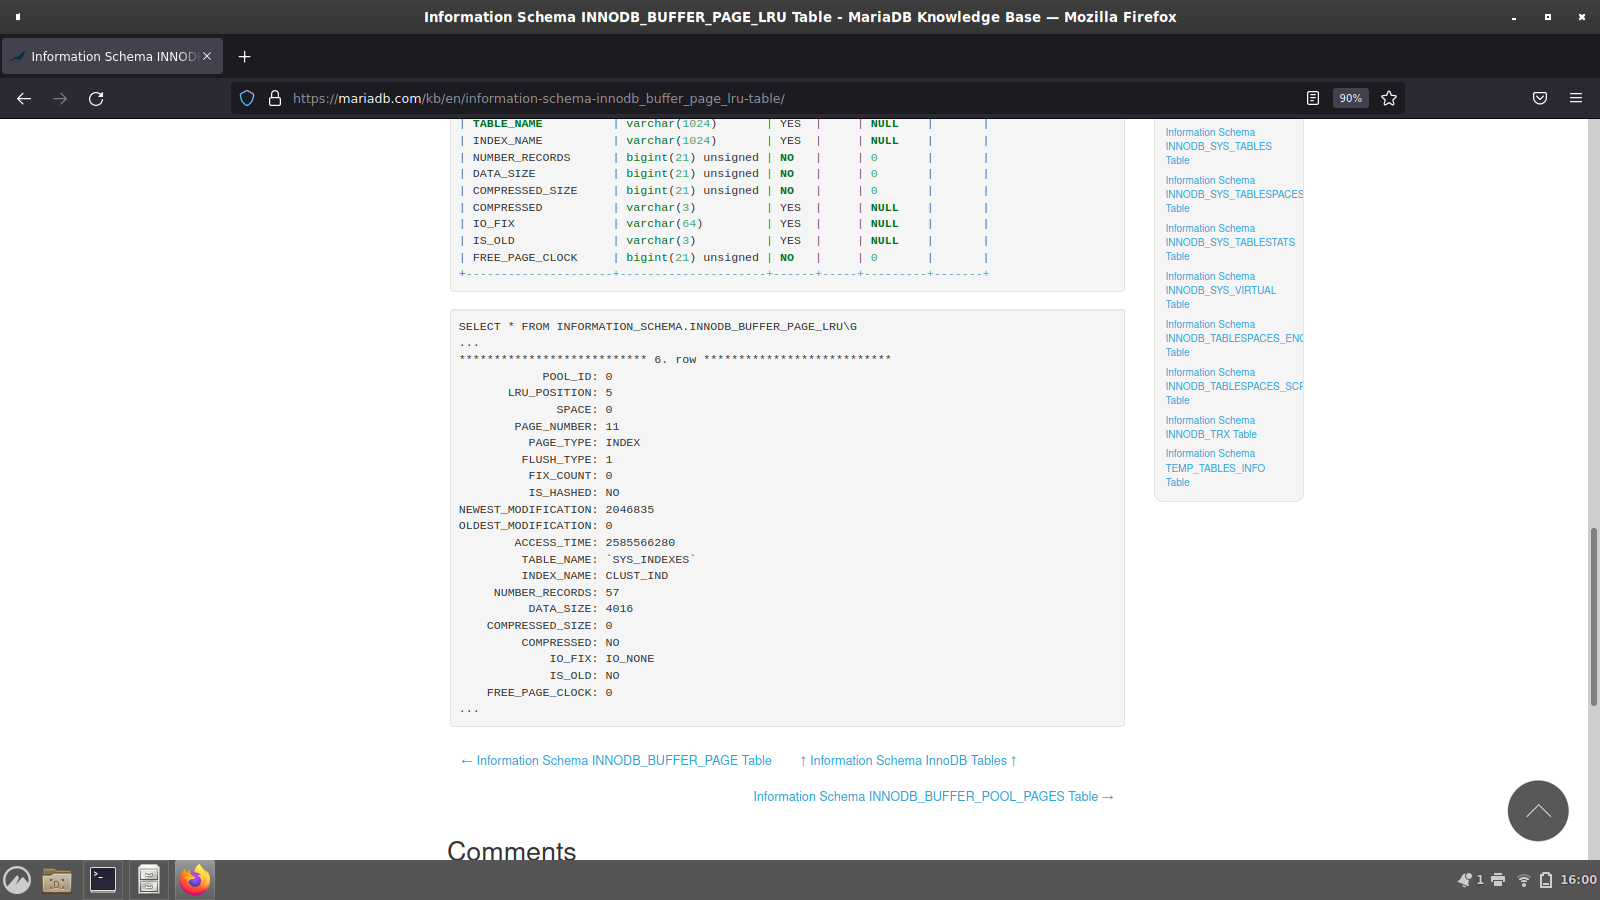 Information Schema INNODB_BUFFER_PAGE_LRU Table - MariaDB Knowledge Base — Mozilla Firefox
Information Schema INNOD
https://mariadb.com/kb/en/information-schema-innodb_buffer_page_lru-table/
90%
| TABLE_NAME          | varchar(1024)       | YES  |     | NULL    |       |
| INDEX_NAME          | varchar(1024)       | YES  |     | NULL    |       |
| NUMBER_RECORDS      | bigint(21) unsigned | NO   |     | 0       |       |
| DATA_SIZE           | bigint(21) unsigned | NO   |     | 0       |       |
| COMPRESSED_SIZE     | bigint(21) unsigned | NO   |     | 0       |       |
| COMPRESSED          | varchar(3)          | YES  |     | NULL    |       |
| IO_FIX              | varchar(64)         | YES  |     | NULL    |       |
| IS_OLD              | varchar(3)          | YES  |     | NULL    |       |
| FREE_PAGE_CLOCK     | bigint(21) unsigned | NO   |     | 0       |       |
+---------------------+---------------------+------+-----+---------+-------+
SELECT * FROM INFORMATION_SCHEMA.INNODB_BUFFER_PAGE_LRU\G
...
*************************** 6. row ***************************
            POOL_ID: 0
       LRU_POSITION: 5
              SPACE: 0
        PAGE_NUMBER: 11
          PAGE_TYPE: INDEX
         FLUSH_TYPE: 1
          FIX_COUNT: 0
          IS_HASHED: NO
NEWEST_MODIFICATION: 2046835
OLDEST_MODIFICATION: 0
        ACCESS_TIME: 2585566280
         TABLE_NAME: `SYS_INDEXES`
         INDEX_NAME: CLUST_IND
     NUMBER_RECORDS: 57
          DATA_SIZE: 4016
    COMPRESSED_SIZE: 0
         COMPRESSED: NO
             IO_FIX: IO_NONE
             IS_OLD: NO
    FREE_PAGE_CLOCK: 0
...
← Information Schema INNODB_BUFFER_PAGE Table
↑ Information Schema InnoDB Tables ↑
Information Schema INNODB_BUFFER_POOL_PAGES Table →
Comments
Information Schema
INNODB_SYS_TABLES
Table
Information Schema
INNODB_SYS_TABLESPACES
Table
Information Schema
INNODB_SYS_TABLESTATS
Table
Information Schema
INNODB_SYS_VIRTUAL
Table
Information Schema
INNODB_TABLESPACES_ENC
Table
Information Schema
INNODB_TABLESPACES_SCR
Table
Information Schema
INNODB_TRX Table
Information Schema
TEMP_TABLES_INFO
Table
1
16:00